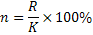 n = R/K × 100%